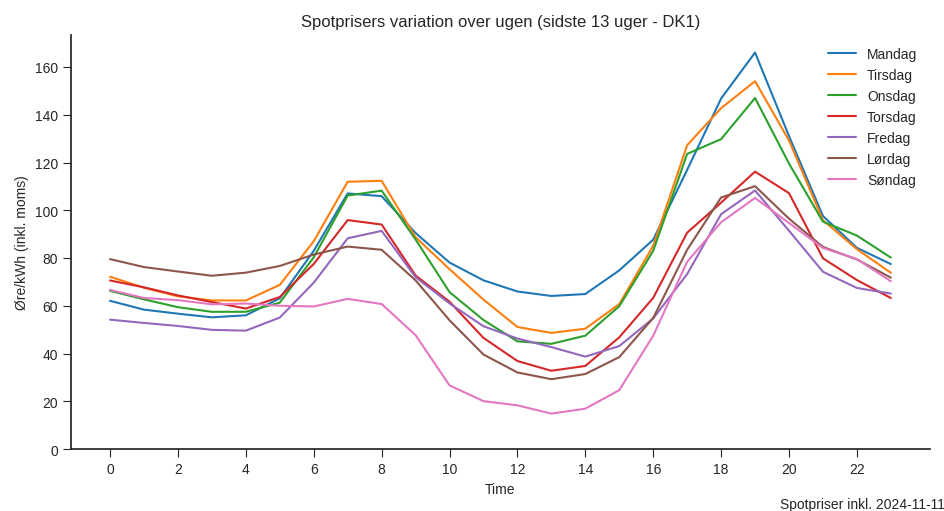 Spotprisers variation over ugen (sidste 13 uger - DK1)
Øre/kWh (inkl. moms)
160
140
120
100
80
60
40
20
0
0 2 4 6 8 10 12 14 16 18 20 22
Time
Mandag
Tirsdag
Onsdag
Torsdag
Fredag
Lørdag
Søndag
Spotpriser inkl. 2024-11-11